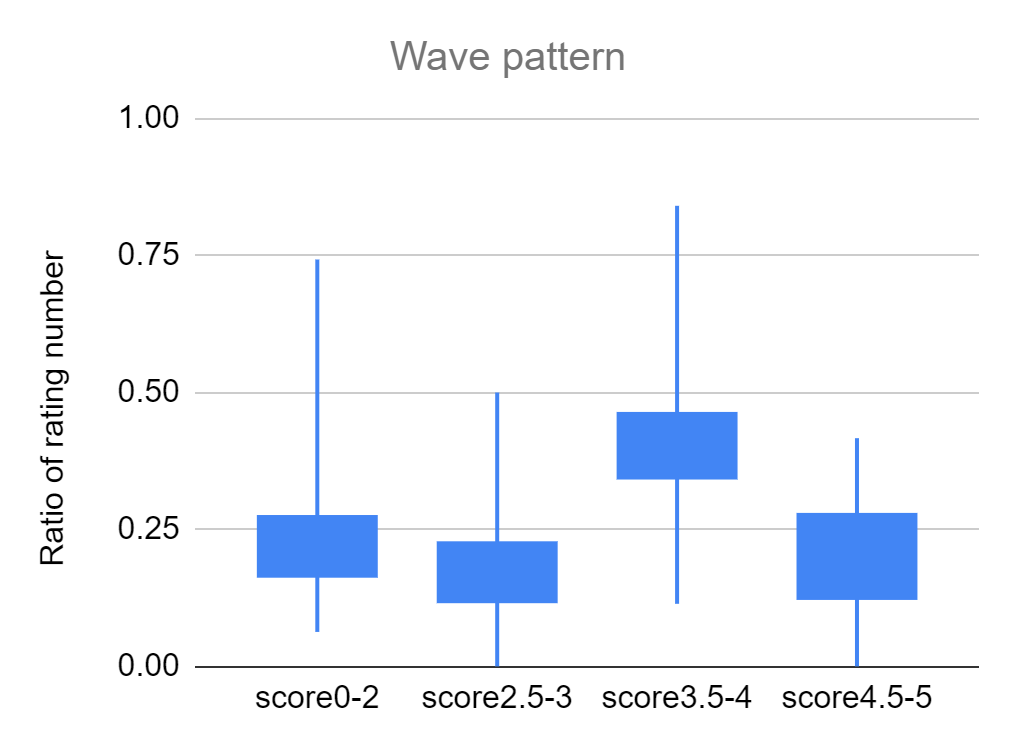 Wave pattern
1.00
0.75
0.50
0.25
0.00
Ratio of rating number
score0-2
score2.5-3
score3.5-4
score4.5-5